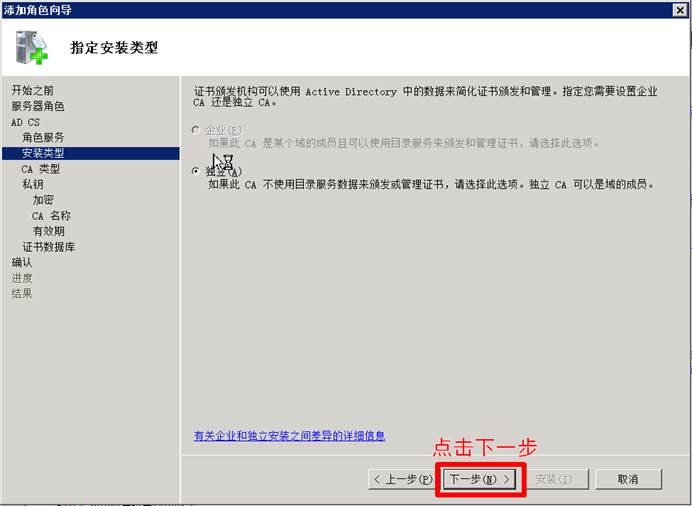 添加角色向导
指定安装类型
开始之前
服务器角色
AD CS
角色服务
安装类型
CA 类型
私钥
加密
CA 名称
有效期
证书数据库
确认
进度
结果
证书颁发机构可以使用 Active Directory 中的数据来简化证书颁发和管理。指定您需要设置企业
CA 还是独立 CA。
企业(E)
如果此 CA 是某个域的成员且可以使用目录服务来颁发和管理证书，请选择此选项。
独立(A)
如果此 CA 不使用目录服务数据来颁发或管理证书，请选择此选项。独立 CA 可以是域的成员。
有关企业和独立安装之间差异的详细信息
点击下一步
< 上一步(P)
下一步(N) >
安装(I)
取消